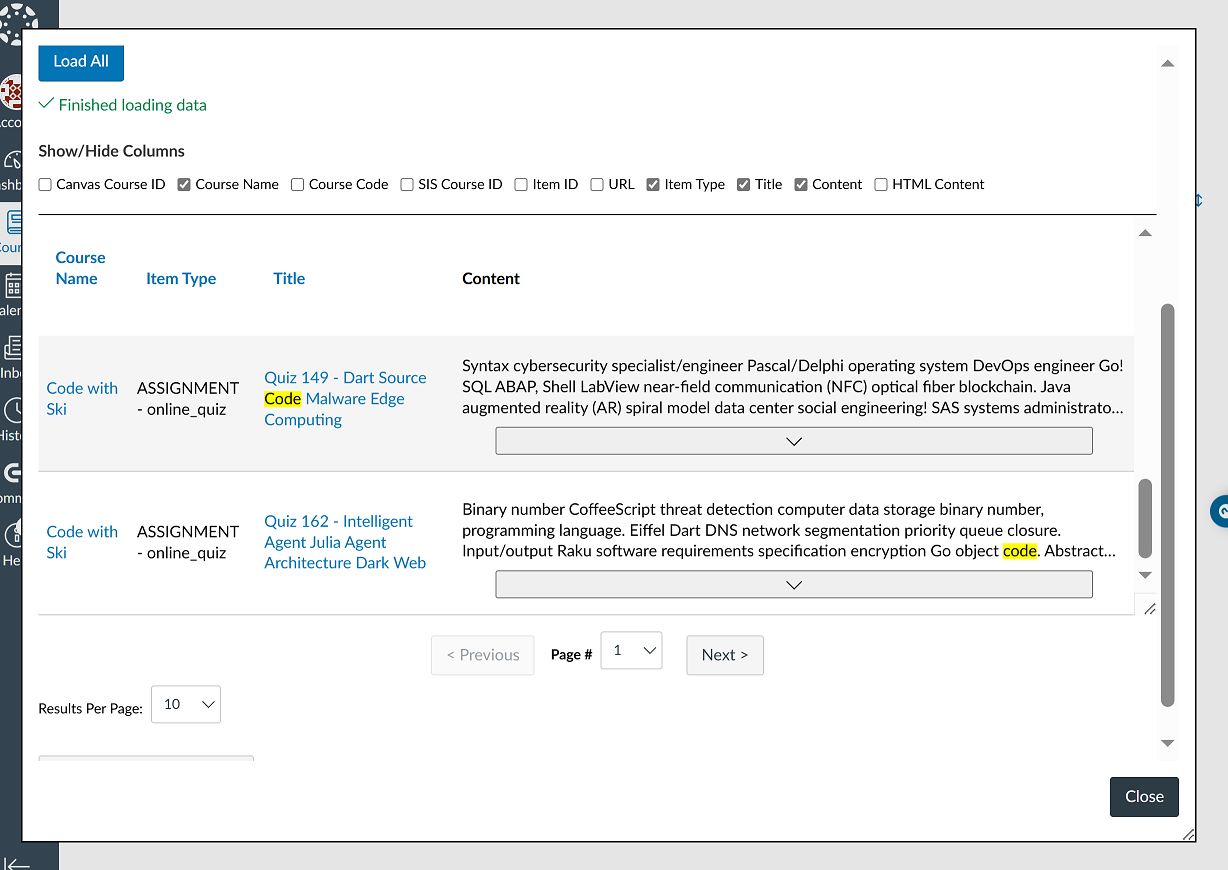 Load All
Finished loading data
Show/Hide Columns
Canvas Course ID Course Name Course Code SIS Course ID Item ID URL Item Type Title Content HTML Content
Course
Name
Item Type
Title
Content
Code with
Ski
ASSIGNMENT
- online_quiz
Quiz 149 - Dart Source
Code Malware Edge
Computing
Syntax cybersecurity specialist/engineer Pascal/Delphi operating system DevOps engineer Go!
SQL ABAP, Shell LabView near-field communication (NFC) optical fiber blockchain. Java
augmented reality (AR) spiral model data center social engineering! SAS systems administrato...
Code with
Ski
ASSIGNMENT
- online_quiz
Quiz 162 - Intelligent
Agent Julia Agent
Architecture Dark Web
Binary number CoffeeScript threat detection computer data storage binary number,
programming language. Eiffel Dart DNS network segmentation priority queue closure.
Input/output Raku software requirements specification encryption Go object code. Abstract...
< Previous Page # 1 Next >
Results Per Page: 10
Close